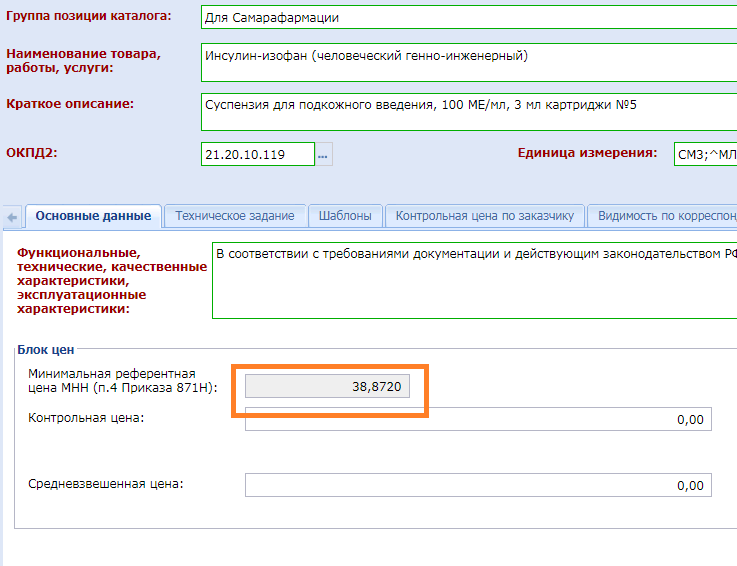 Группа позиции каталога: Для Самарафармации
Наименование товара, работы, услуги: Инсулин-изофан (человеческий генно-инженерный)
Краткое описание: Суспензия для подкожного введения, 100 МЕ/мл, 3 мл картриджи №5
ОКПД2: 21.20.10.119 ... Единица измерения: СМ3;^МЛ
Основные данные Техническое задание Шаблоны Контрольная цена по заказчику Видимость по корреспон
Функциональные, В соответствии с требованиями документации и действующим законодательством РФ
технические, качественные
характеристики,
эксплуатационные
характеристики:
Блок цен
Минимальная референтная
цена МНН (п.4 Приказа 871Н): 38,8720
Контрольная цена: 0,00
Средневзвешенная цена: 0,00